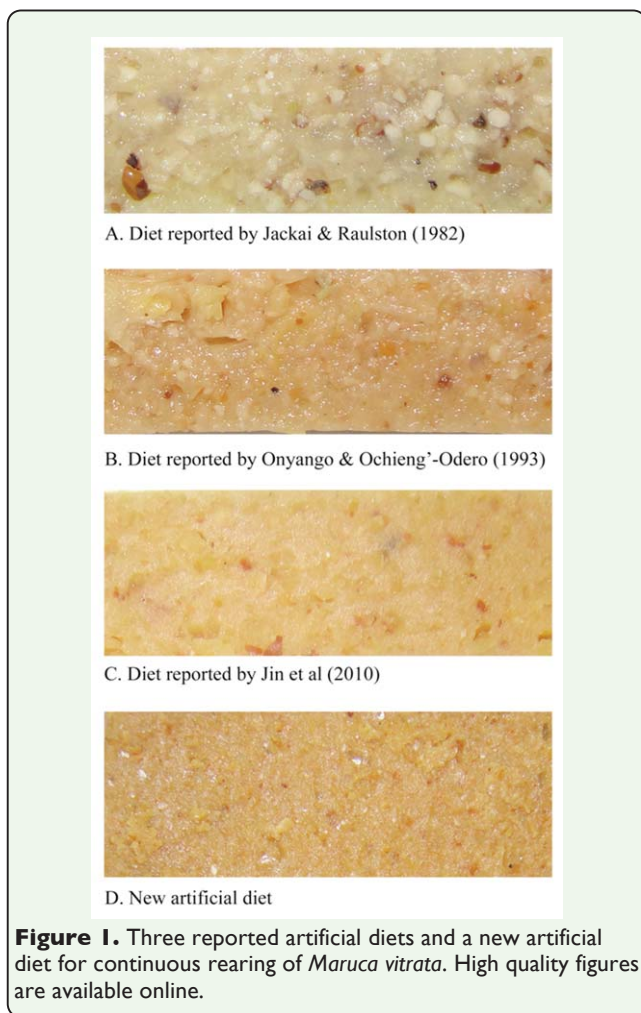 A. Diet reported by Jackai & Raulston (1982)
B. Diet reported by Onyango & Ochieng’-Odero (1993)
C. Diet reported by Jin et al (2010)
D. New artificial diet
Figure 1. Three reported artificial diets and a new artificial
diet for continuous rearing of Maruca vitrata. High quality figures
are available online.